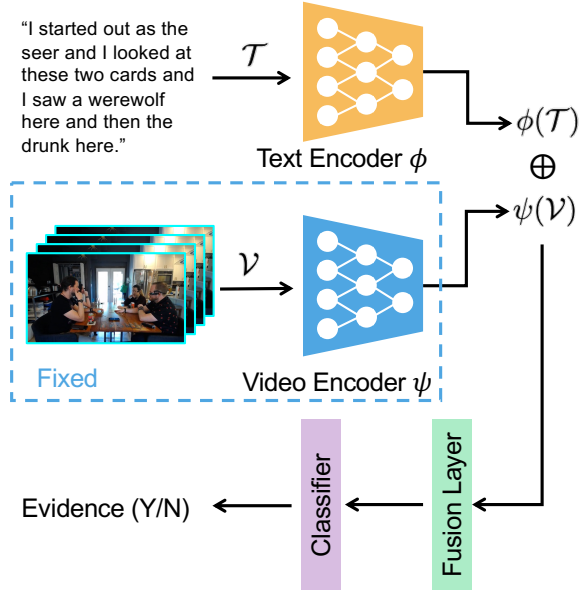 “I started out as the
seer and I looked at
these two cards and
I saw a werewolf
here and then the
drunk here.”
𝒯
Text Encoder ϕ
ϕ(𝒯)
⊕
ψ(𝒱)
𝒱
Fixed
Video Encoder ψ
Evidence (Y/N)
Classifier
Fusion Layer